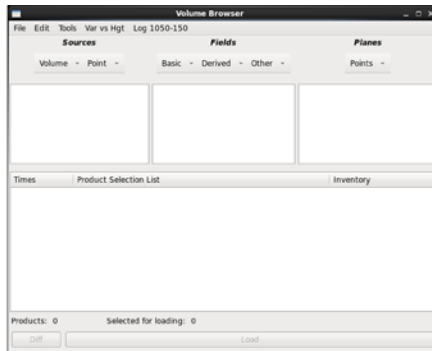 Volume Browser
File Edit Tools Var vs Hgt Log 1050-150
Sources Fields Planes
Volume Point Basic Derived Other Points
Times Product Selection List Inventory
Products: 0 Selected for loading: 0
Diff Load